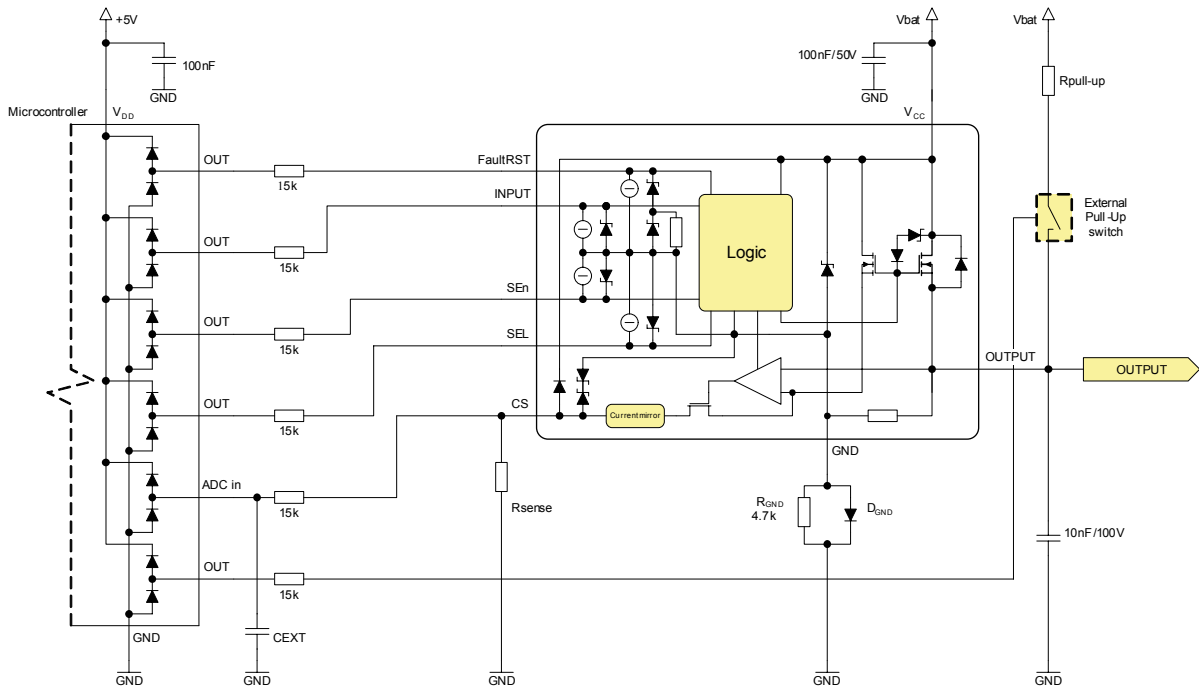 +5V
Vbat
Vbat
100nF
100nF/50V
Rpull-up
GND
GND
Microcontroller
VDD
VCC
OUT
15k
FaultRST
INPUT
External
Pull-Up
switch
Logic
OUT
15k
SEn
OUT
15k
SEL
OUTPUT
OUTPUT
OUT
15k
CS
Currentmirror
GND
ADC in
15k
Rsense
RGND
4.7k
DGND
10nF/100V
OUT
15k
GND
CEXT
GND
GND
GND
GND
GND